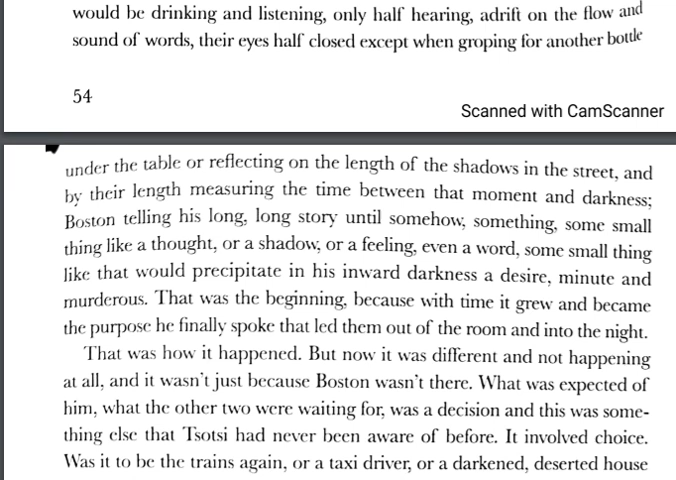 would be drinking and listening, only half hearing, adrift on the flow and
sound of words, their eyes half closed except when groping for another bottle
54
Scanned with CamScanner
under the table or reflecting on the length of the shadows in the street, and
by their length measuring the time between that moment and darkness;
Boston telling his long, long story until somehow, something, some small
thing like a thought, or a shadow, or a feeling, even a word, some small thing
like that would precipitate in his inward darkness a desire, minute and
murderous. That was the beginning, because with time it grew and became
the purpose he finally spoke that led them out of the room and into the night.
That was how it happened. But now it was different and not happening
at all, and it wasn't just because Boston wasn't there. What was expected of
him, what the other two were waiting for, was a decision and this was some-
thing else that Tsotsi had never been aware of before. It involved choice.
Was it to be the trains again, or a taxi driver, or a darkened, deserted house